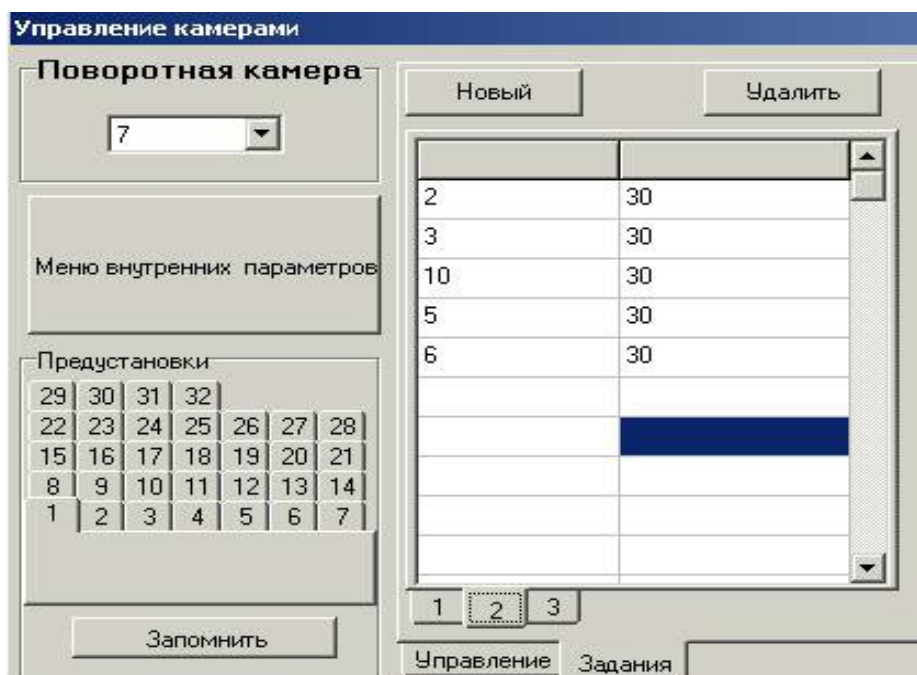 Управление камерами
Поворотная камера
7
Меню внутренних параметров
Предустановки
29 30 31 32
22 23 24 25 26 27 28
15 16 17 18 19 20 21
8 9 10 11 12 13 14
1 2 3 4 5 6 7
Запомнить
Новый Удалить
2 30
3 30
10 30
5 30
6 30
1 2 3
Управление Задания